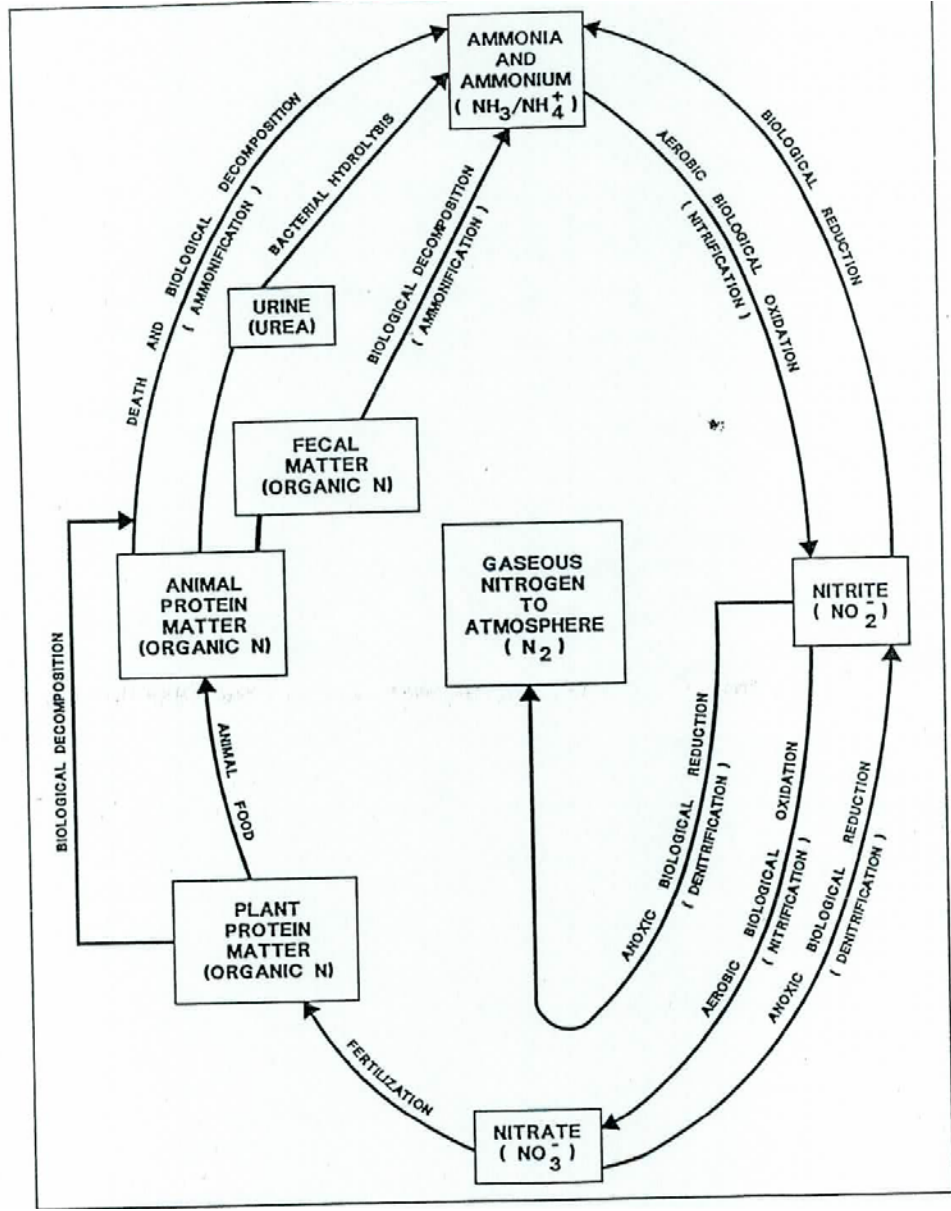 AMMONIA
AND
AMMONIUM
( NH₃/NH₄⁺ )
DEATH AND BIOLOGICAL DECOMPOSITION
( AMMONIFICATION )
BACTERIAL HYDROLYBIS
BIOLOGICAL DECOMPOSITION
( AMMONIFICATION )
AEROBIC BIOLOGICAL OXIDATION
( NITRIFICATION )
BIOLOGICAL REDUCTION
URINE
(UREA)
FECAL
MATTER
(ORGANIC N)
ANIMAL
PROTEIN
MATTER
(ORGANIC N)
GASEOUS
NITROGEN
TO
ATMOSPHERE
( N₂ )
NITRITE
( NO₂⁻ )
BIOLOGICAL DECOMPOSITION
ANIMAL FOOD
ANOXIC BIOLOGICAL REDUCTION
( DENITRIFICATION )
AEROBIC BIOLOGICAL OXIDATION
( NITRIFICATION )
ANOXIC BIOLOGICAL REDUCTION
( DENITRIFICATION )
PLANT
PROTEIN
MATTER
(ORGANIC N)
FERTILIZATION
NITRATE
( NO₃⁻ )